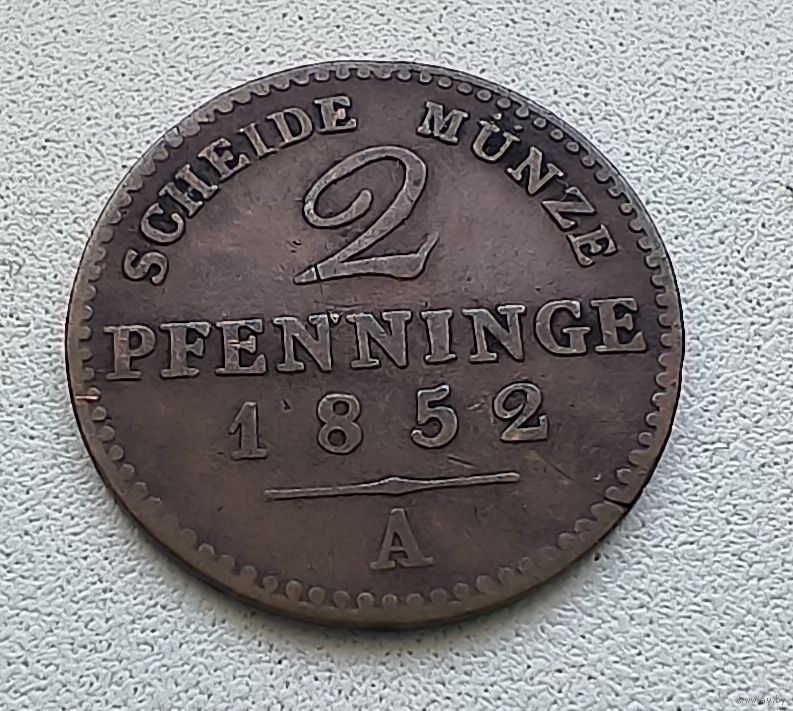 SCHEIDE MÜNZE
2
PFENNINGE
1852
A